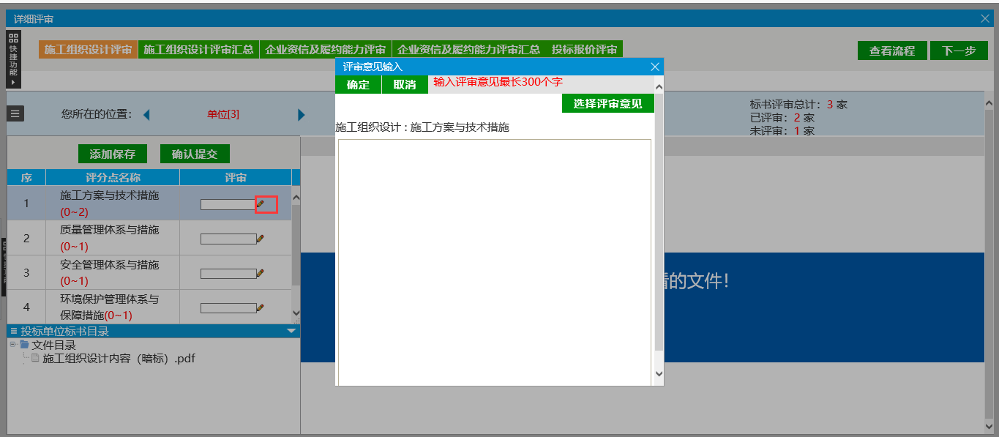 详细评审
快捷功能
施工组织设计评审
施工组织设计评审汇总
企业资信及履约能力评审
企业资信及履约能力评审汇总
投标报价评审
查看流程
下一步
您所在的位置：
单位[3]
标书评审总计：3 家
已评审：2 家
未评审：1 家
添加保存
确认提交
序 评分点名称 评审
1 施工方案与技术措施
(0~2)
2 质量管理体系与措施
(0~1)
3 安全管理体系与措施
(0~1)
4 环境保护管理体系与
保障措施(0~1)
投标单位标书目录
文件目录
施工组织设计内容（暗标）.pdf
评审意见输入
确定
取消
输入评审意见最长300个字
选择评审意见
施工组织设计 : 施工方案与技术措施
的文件!